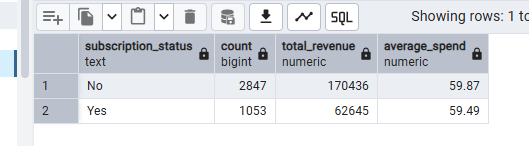 SQL Showing rows: 1 to
subscription_status count total_revenue average_spend
text bigint numeric numeric
1 No 2847 170436 59.87
2 Yes 1053 62645 59.49